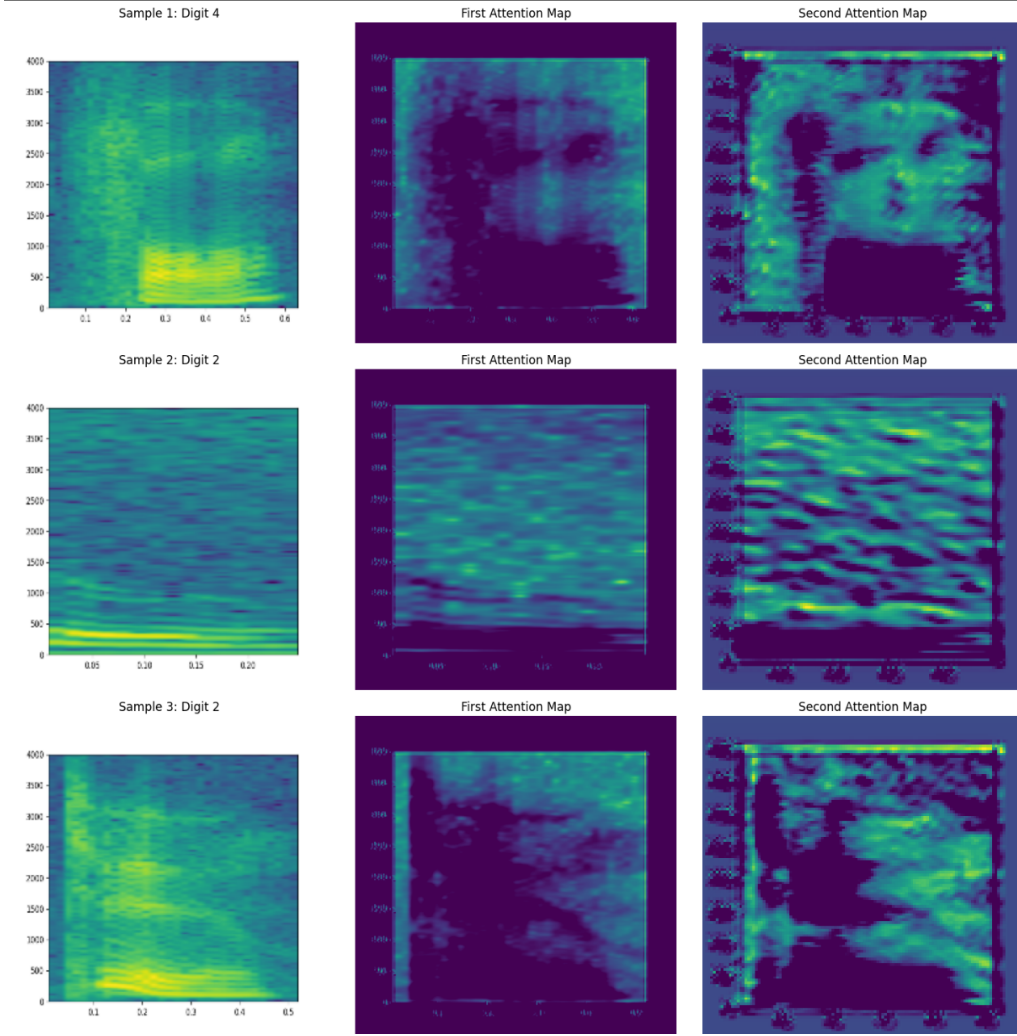 Sample 1: Digit 4
First Attention Map
Second Attention Map
4000
3500
3000
2500
2000
1500
1000
500
0
0.1 0.2 0.3 0.4 0.5 0.6
Sample 2: Digit 2
First Attention Map
Second Attention Map
4000
3500
3000
2500
2000
1500
1000
500
0
0.05 0.10 0.15 0.20
Sample 3: Digit 2
First Attention Map
Second Attention Map
4000
3500
3000
2500
2000
1500
1000
500
0
0.1 0.2 0.3 0.4 0.5